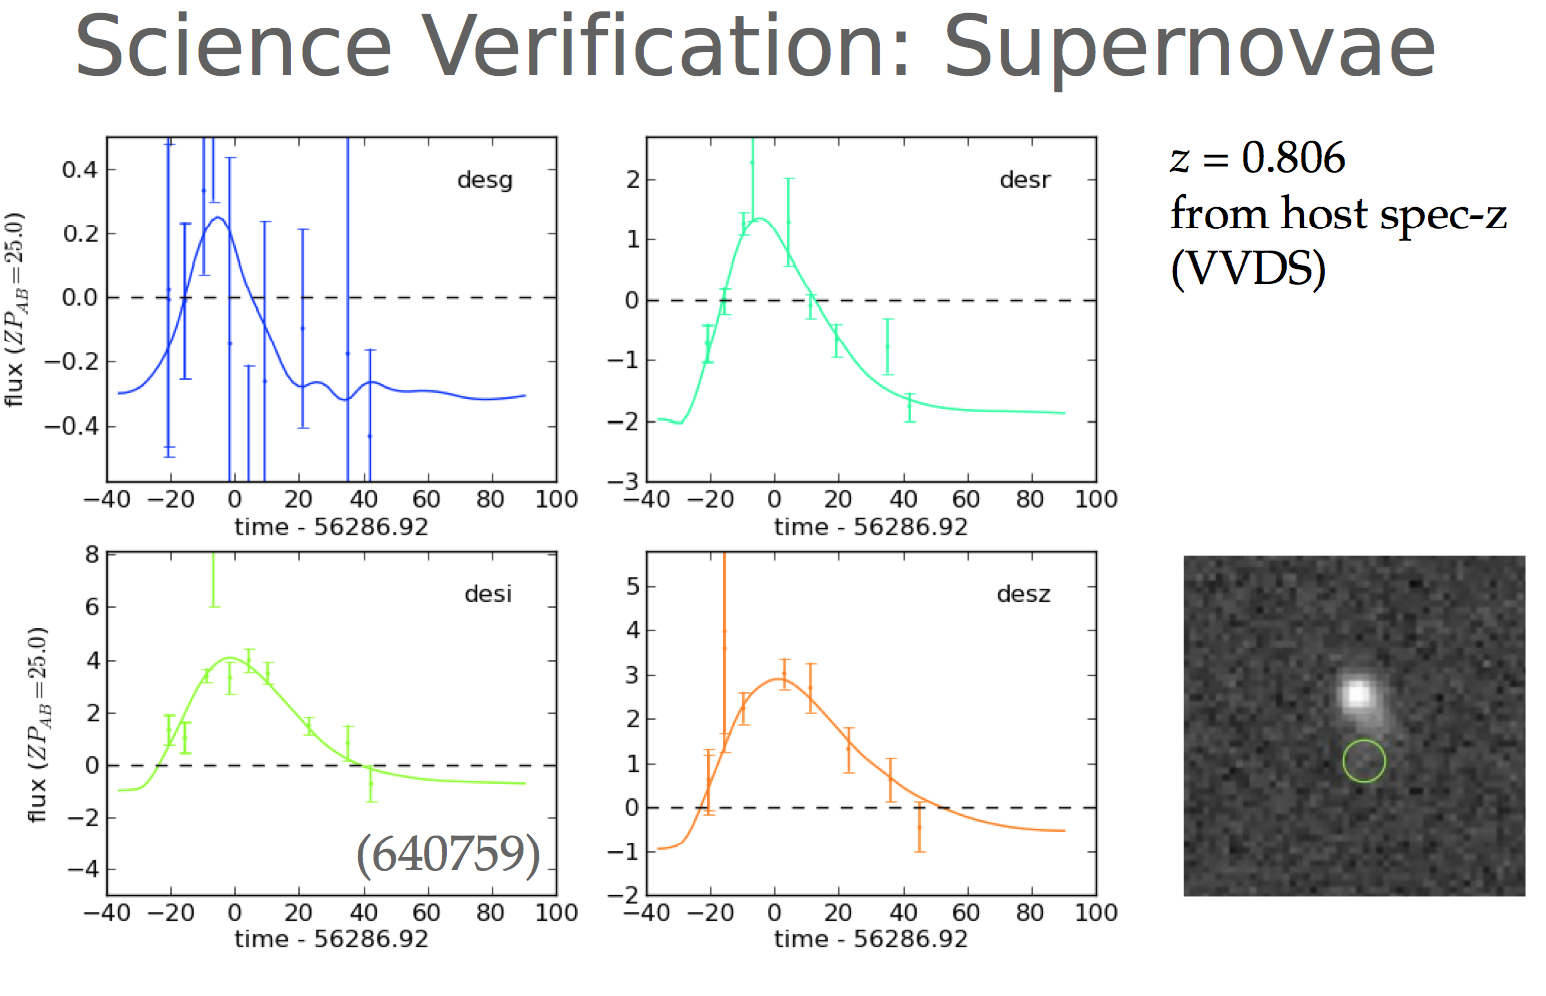 Science Verification: Supernovae
desg
0.4
0.2
0.0
−0.2
−0.4
flux (ZP_AB=25.0)
−40 −20 0 20 40 60 80 100
time - 56286.92
desr
2
1
0
−1
−2
−3
−40 −20 0 20 40 60 80 100
time - 56286.92
z = 0.806
from host spec-z
(VVDS)
desi
8
6
4
2
0
−2
−4
flux (ZP_AB=25.0)
(640759)
−40 −20 0 20 40 60 80 100
time - 56286.92
desz
5
4
3
2
1
0
−1
−2
−40 −20 0 20 40 60 80 100
time - 56286.92